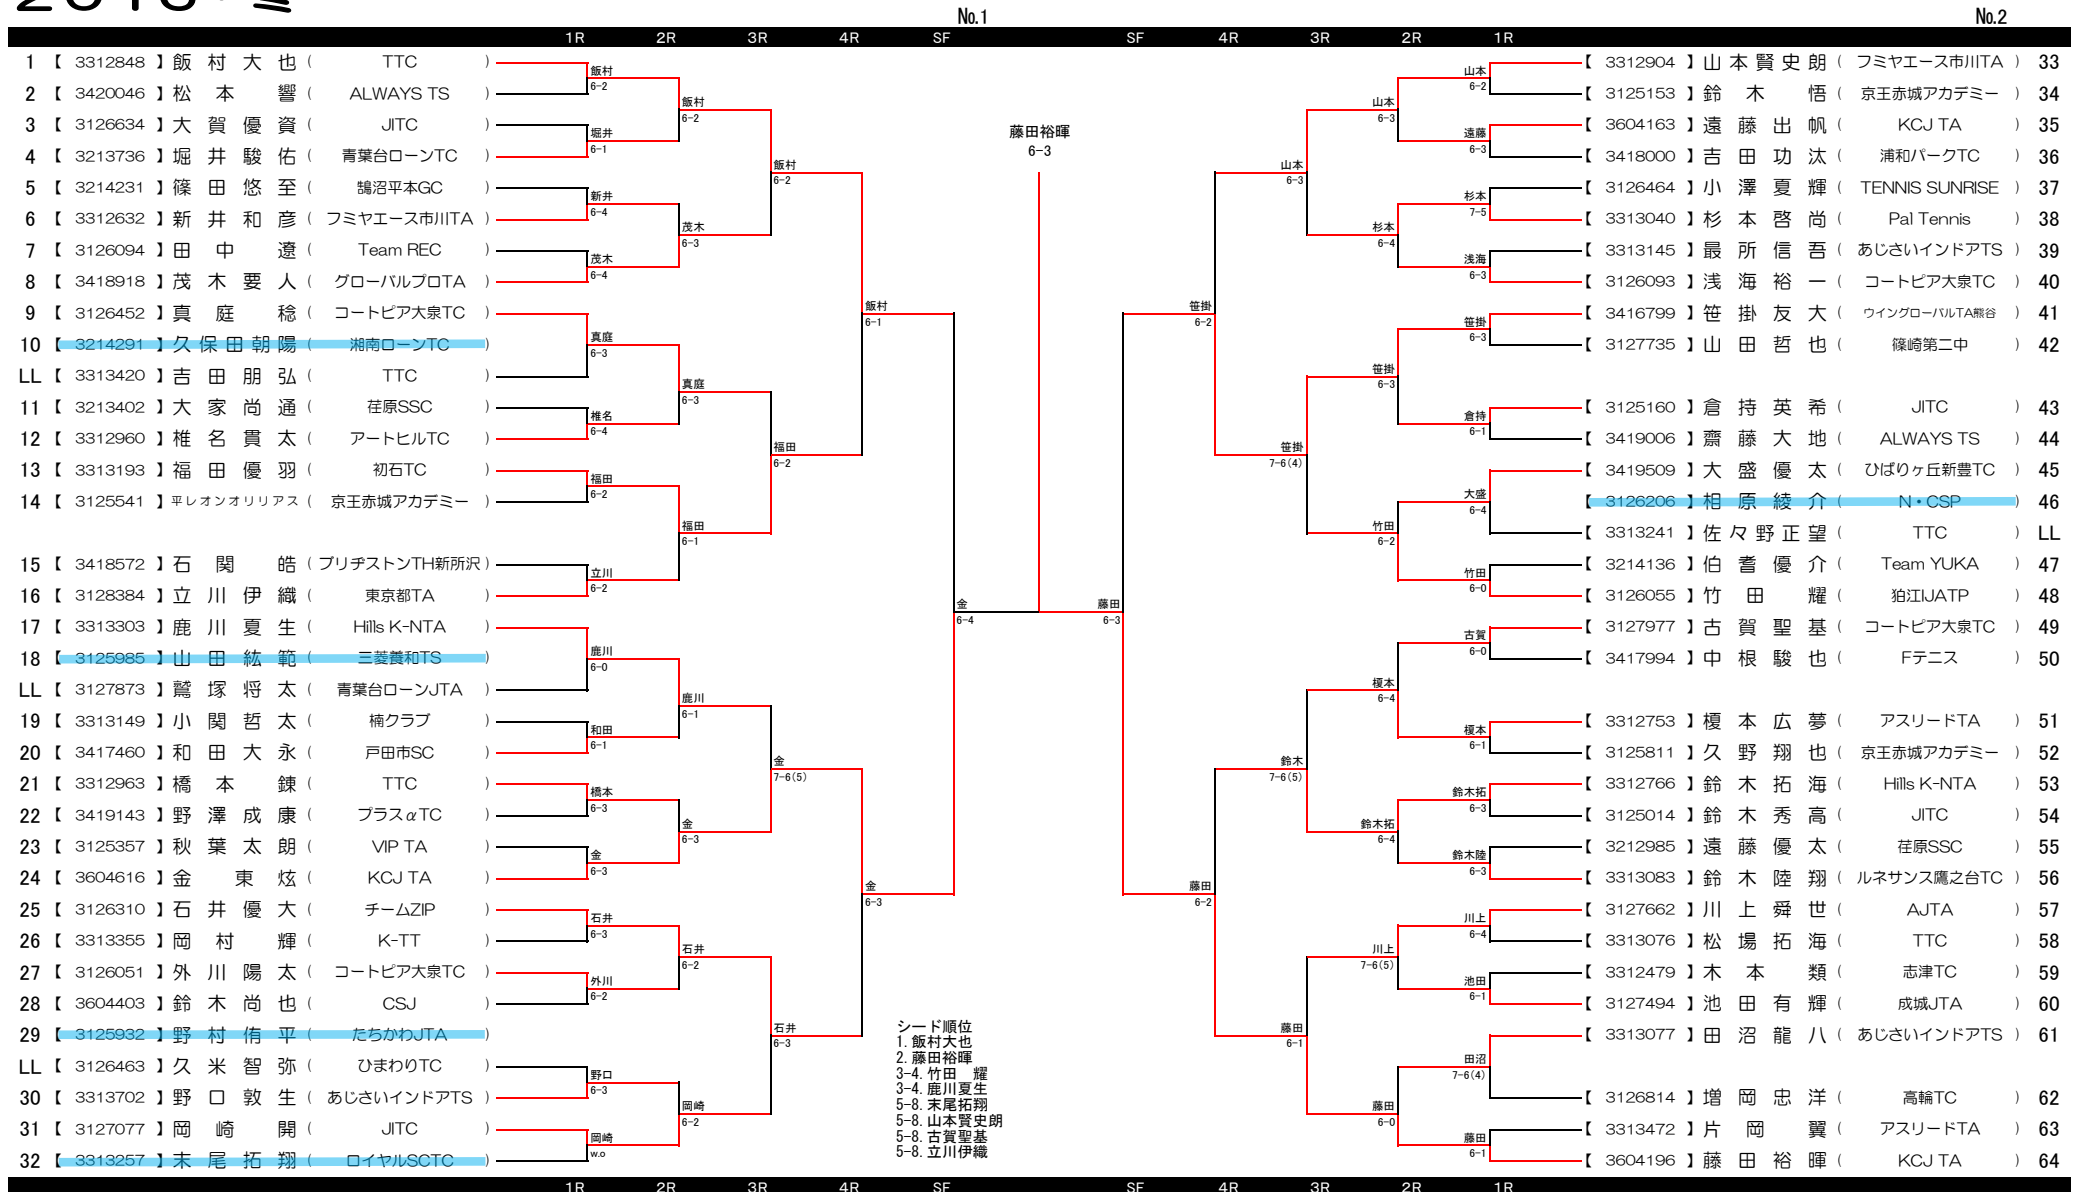 No.1 No.2
1R 2R 3R 4R SF SF 4R 3R 2R 1R
1 【 3312848 】 飯村大也 ( TTC )
2 【 3420046 】 松本響 ( ALWAYS TS )
3 【 3126634 】 大賀優資 ( JITC )
4 【 3213736 】 堀井駿佑 ( 青葉台ローンTC )
5 【 3214231 】 篠田悠至 ( 鵠沼平本GC )
6 【 3312632 】 新井和彦 ( フミヤエース市川TA )
7 【 3126094 】 田中遼 ( Team REC )
8 【 3418918 】 茂木要人 ( グローバルプロTA )
9 【 3126452 】 真庭稔 ( コートピア大泉TC )
10 【 3214291 】 久保田朝陽 ( 湘南ローンTC )
LL 【 3313420 】 吉田朋弘 ( TTC )
11 【 3213402 】 大家尚通 ( 荏原SSC )
12 【 3312960 】 椎名貫太 ( アートヒルTC )
13 【 3313193 】 福田優羽 ( 初石TC )
14 【 3125541 】 平レオンオリリアス ( 京王赤城アカデミー )
15 【 3418572 】 石関皓 ( ブリヂストンTH新所沢 )
16 【 3128384 】 立川伊織 ( 東京都TA )
17 【 3313303 】 鹿川夏生 ( Hills K-NTA )
18 【 3125985 】 山田紘範 ( 三菱養和TS )
LL 【 3127873 】 鷲塚将太 ( 青葉台ローンJTA )
19 【 3313149 】 小関哲太 ( 楠クラブ )
20 【 3417460 】 和田大永 ( 戸田市SC )
21 【 3312963 】 橋本錬 ( TTC )
22 【 3419143 】 野澤成康 ( プラスαTC )
23 【 3125357 】 秋葉太朗 ( VIP TA )
24 【 3604616 】 金東炫 ( KCJ TA )
25 【 3126310 】 石井優大 ( チームZIP )
26 【 3313355 】 岡村輝 ( K-TT )
27 【 3126051 】 外川陽太 ( コートピア大泉TC )
28 【 3604403 】 鈴木尚也 ( CSJ )
29 【 3125932 】 野村侑平 ( たちかわJTA )
LL 【 3126463 】 久米智弥 ( ひまわりTC )
30 【 3313702 】 野口敦生 ( あじさいインドアTS )
31 【 3127077 】 岡崎開 ( JITC )
32 【 3313257 】 末尾拓翔 ( ロイヤルSCTC )
飯村
6-2
堀井
6-1
新井
6-4
茂木
6-4
真庭
6-3
椎名
6-4
福田
6-2
立川
6-2
鹿川
6-0
和田
6-1
橋本
6-3
金
6-3
石井
6-3
外川
6-2
野口
6-3
岡崎
w.o
飯村
6-2
茂木
6-3
真庭
6-3
福田
6-1
鹿川
6-1
金
6-3
石井
6-2
岡崎
6-2
飯村
6-2
福田
6-2
金
7-6(5)
石井
6-3
飯村
6-1
金
6-3
金
6-4
藤田裕暉
6-3
シード順位
1. 飯村大也
2. 藤田裕暉
3-4. 竹田 耀
3-4. 鹿川夏生
5-8. 末尾拓翔
5-8. 山本賢史朗
5-8. 古賀聖基
5-8. 立川伊織
藤田
6-3
笹掛
6-2
藤田
6-2
山本
6-3
笹掛
7-6(4)
鈴木
7-6(5)
藤田
6-1
山本
6-3
杉本
6-4
笹掛
6-3
竹田
6-2
榎本
6-4
鈴木拓
6-4
川上
7-6(5)
藤田
6-0
山本
6-2
遠藤
6-3
杉本
7-5
浅海
6-3
笹掛
6-3
倉持
6-1
大盛
6-4
竹田
6-0
古賀
6-0
榎本
6-1
鈴木拓
6-3
鈴木陸
6-3
川上
6-4
池田
6-1
田沼
7-6(4)
藤田
6-1
【 3312904 】 山本賢史朗 ( フミヤエース市川TA ) 33
【 3125153 】 鈴木悟 ( 京王赤城アカデミー ) 34
【 3604163 】 遠藤出帆 ( KCJ TA ) 35
【 3418000 】 吉田功汰 ( 浦和パークTC ) 36
【 3126464 】 小澤夏輝 ( TENNIS SUNRISE ) 37
【 3313040 】 杉本啓尚 ( Pal Tennis ) 38
【 3313145 】 最所信吾 ( あじさいインドアTS ) 39
【 3126093 】 浅海裕一 ( コートピア大泉TC ) 40
【 3416799 】 笹掛友大 ( ウイングローバルTA熊谷 ) 41
【 3127735 】 山田哲也 ( 篠崎第二中 ) 42
【 3125160 】 倉持英希 ( JITC ) 43
【 3419006 】 齋藤大地 ( ALWAYS TS ) 44
【 3419509 】 大盛優太 ( ひばりヶ丘新豊TC ) 45
【 3126206 】 相原綾介 ( N・CSP ) 46
【 3313241 】 佐々野正望 ( TTC ) LL
【 3214136 】 伯耆優介 ( Team YUKA ) 47
【 3126055 】 竹田耀 ( 狛江IJATP ) 48
【 3127977 】 古賀聖基 ( コートピア大泉TC ) 49
【 3417994 】 中根駿也 ( Fテニス ) 50
【 3312753 】 榎本広夢 ( アスリードTA ) 51
【 3125811 】 久野翔也 ( 京王赤城アカデミー ) 52
【 3312766 】 鈴木拓海 ( Hills K-NTA ) 53
【 3125014 】 鈴木秀高 ( JITC ) 54
【 3212985 】 遠藤優太 ( 荏原SSC ) 55
【 3313083 】 鈴木陸翔 ( ルネサンス鷹之台TC ) 56
【 3127662 】 川上舜世 ( AJTA ) 57
【 3313076 】 松場拓海 ( TTC ) 58
【 3312479 】 木本類 ( 志津TC ) 59
【 3127494 】 池田有輝 ( 成城JTA ) 60
【 3313077 】 田沼龍八 ( あじさいインドアTS ) 61
【 3126814 】 増岡忠洋 ( 高輪TC ) 62
【 3313472 】 片岡翼 ( アスリードTA ) 63
【 3604196 】 藤田裕暉 ( KCJ TA ) 64
1R 2R 3R 4R SF SF 4R 3R 2R 1R